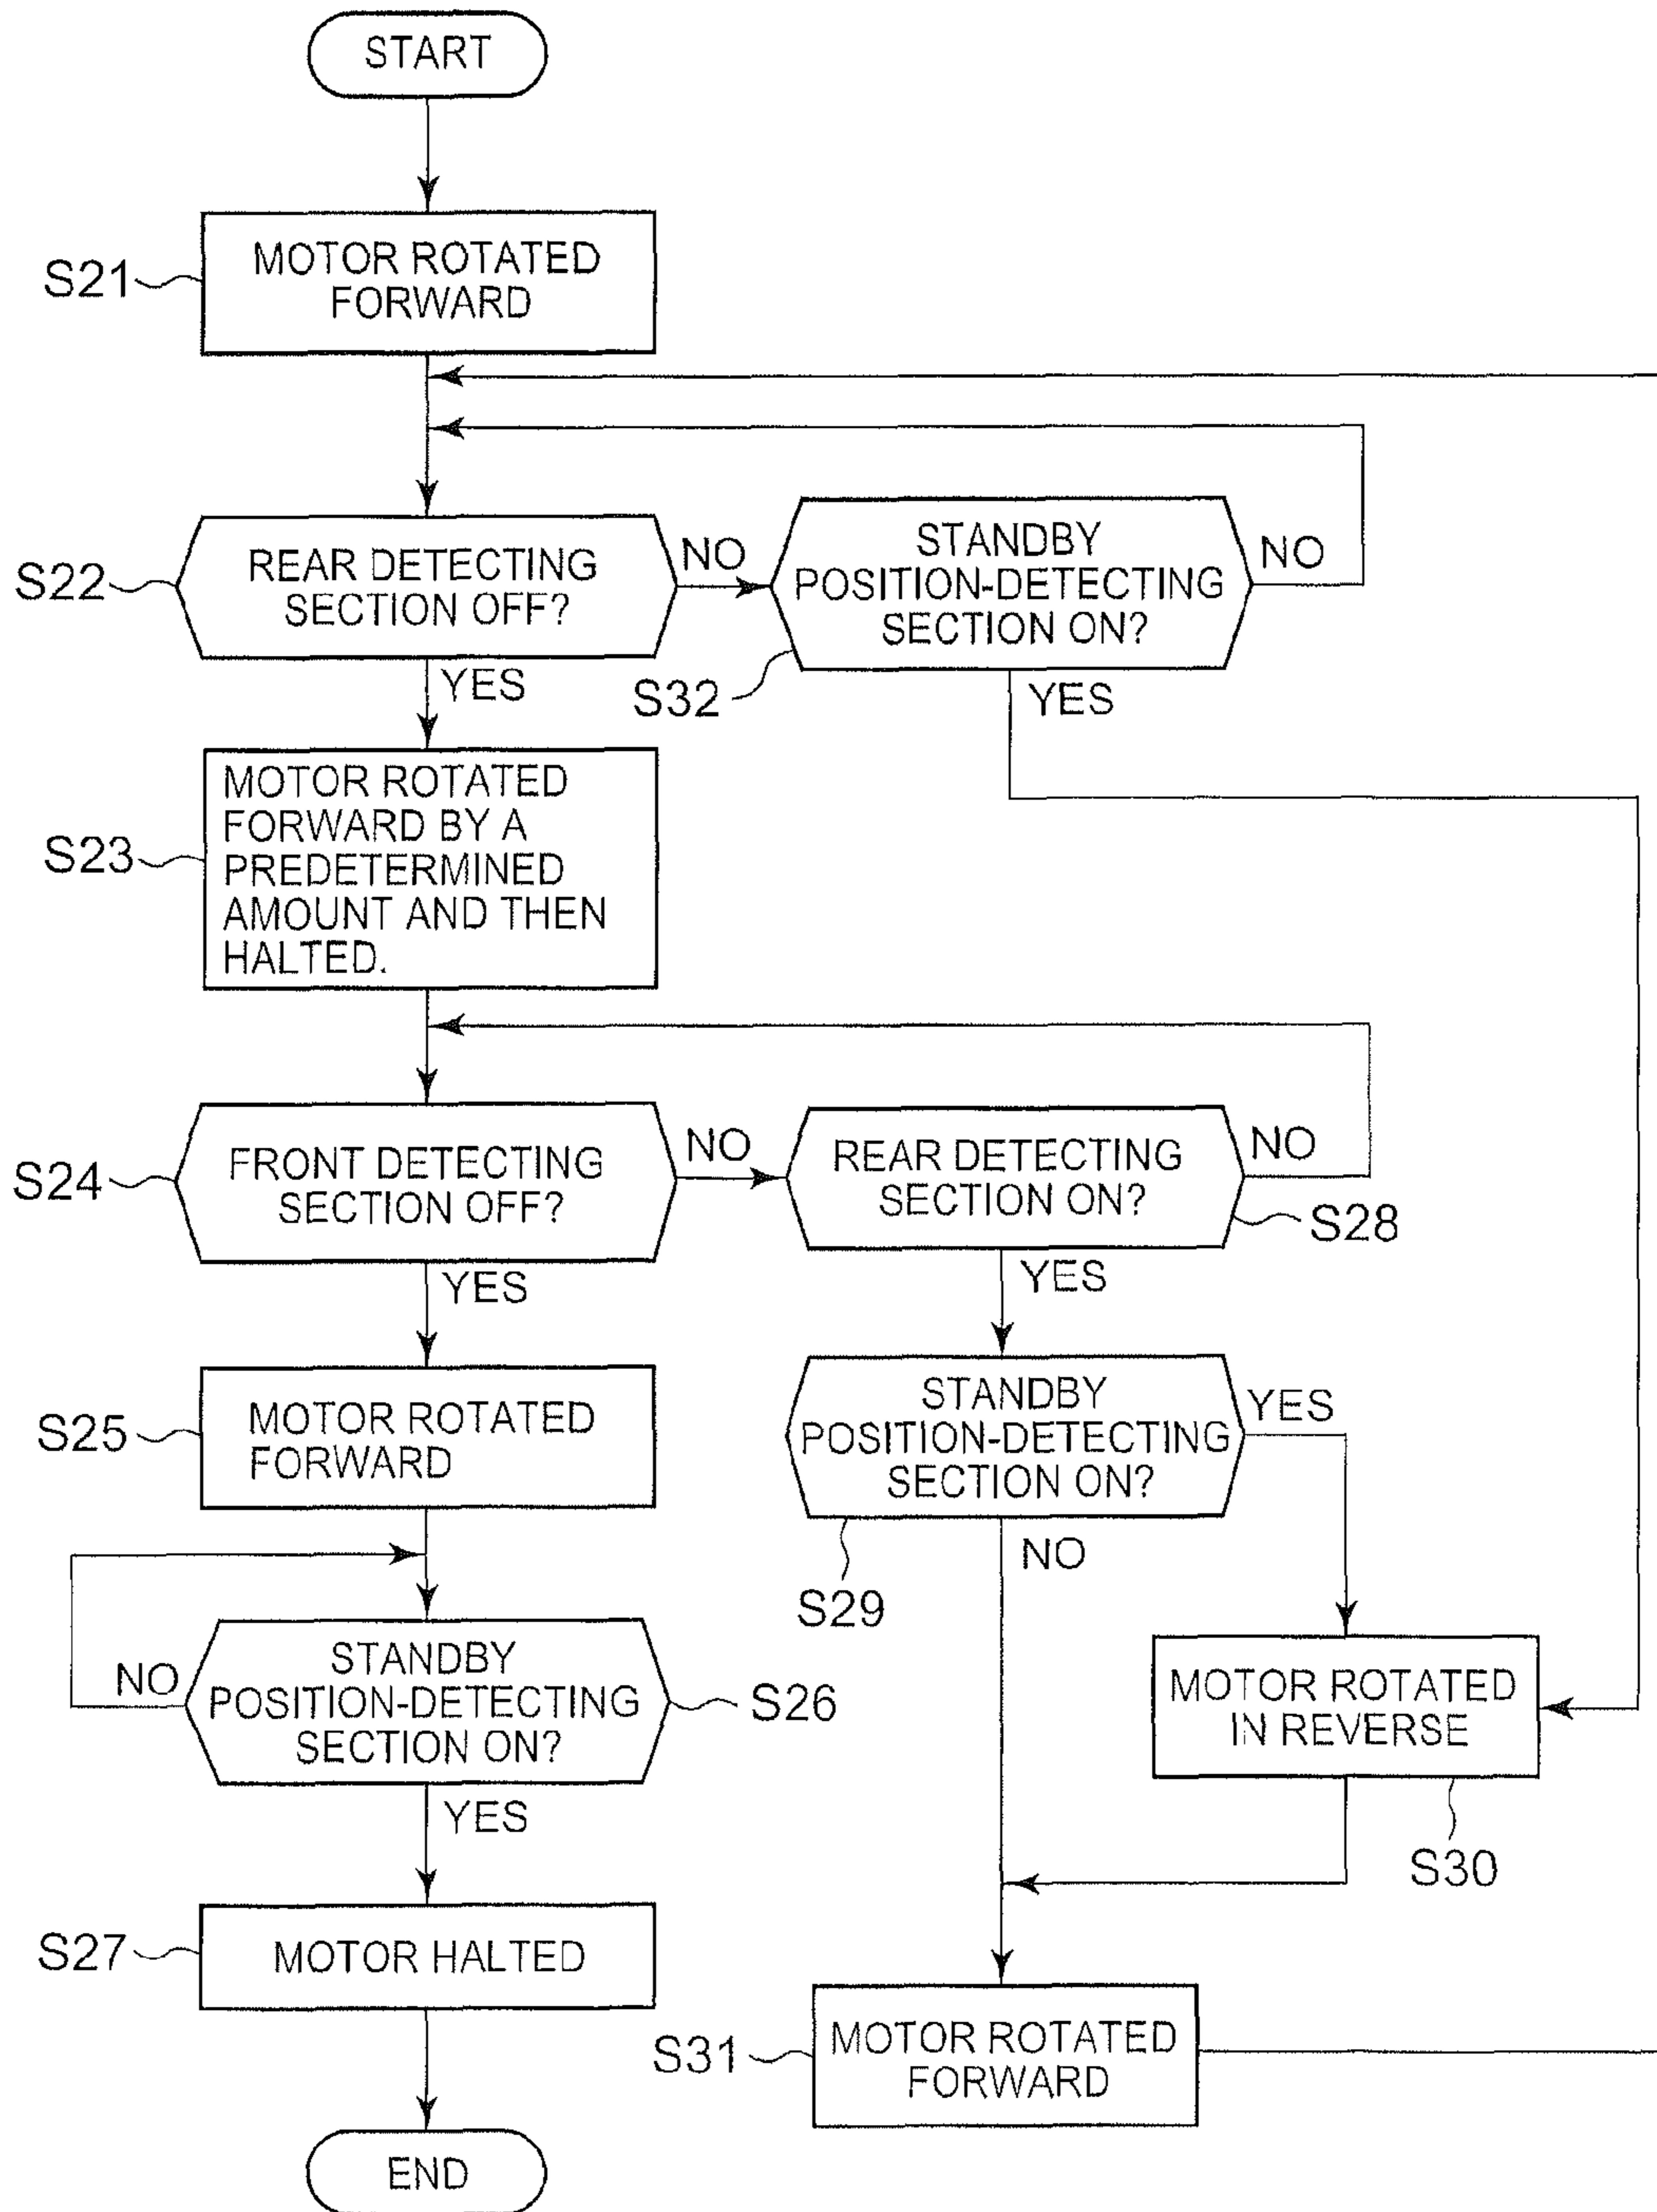 START
S21
MOTOR ROTATED
FORWARD
S22
REAR DETECTING
SECTION OFF?
NO
STANDBY
POSITION-DETECTING
SECTION ON?
NO
S32
YES
YES
S23
MOTOR ROTATED
FORWARD BY A
PREDETERMINED
AMOUNT AND THEN
HALTED.
S24
FRONT DETECTING
SECTION OFF?
NO
REAR DETECTING
SECTION ON?
NO
S28
YES
YES
S25
MOTOR ROTATED
FORWARD
STANDBY
POSITION-DETECTING
SECTION ON?
YES
S29
NO
NO
STANDBY
POSITION-DETECTING
SECTION ON?
S26
MOTOR ROTATED
IN REVERSE
S30
YES
S27
MOTOR HALTED
S31
MOTOR ROTATED
FORWARD
END